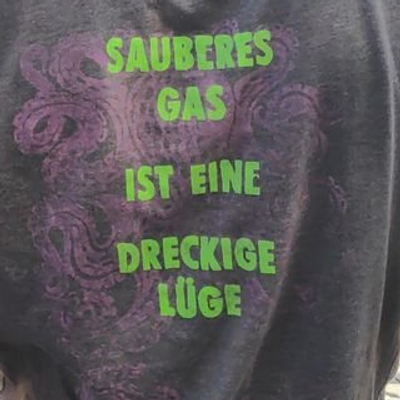 SAUBERES
GAS
IST EINE
DRECKIGE
LÜGE